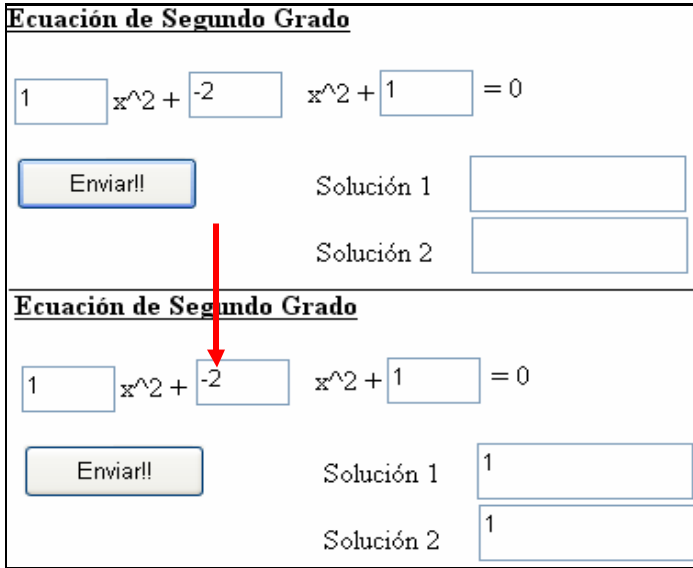 Ecuación de Segundo Grado
1 x^2 + -2 x^2 + 1 = 0
Enviar!! Solución 1
Solución 2
Ecuación de Segundo Grado
1 x^2 + -2 x^2 + 1 = 0
Enviar!! Solución 1 1
Solución 2 1